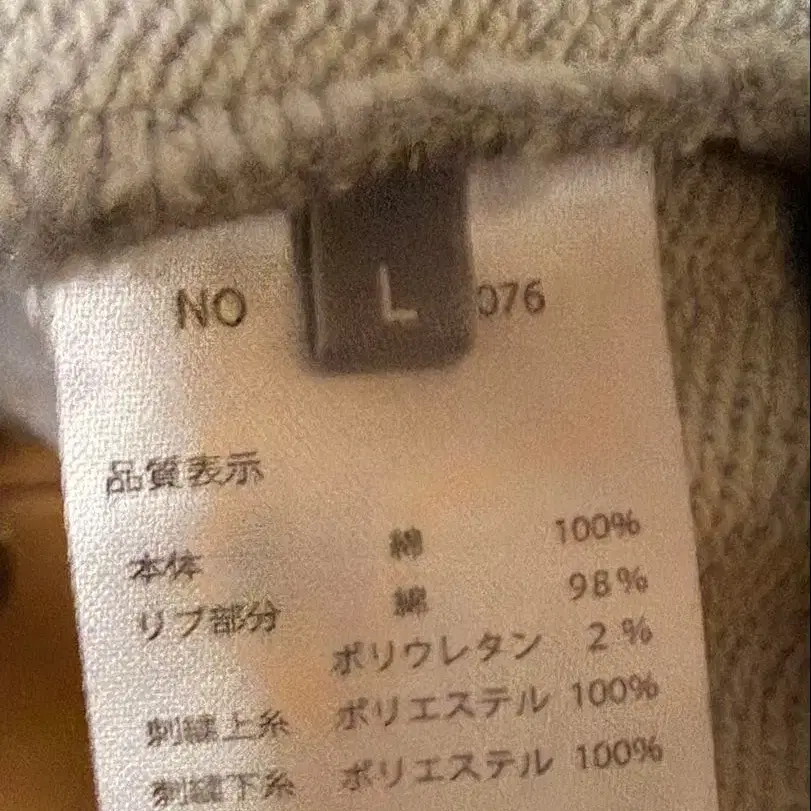 NO 076
L
品質表示
本体 綿 100%
リブ部分 綿 98%
ポリウレタン 2%
刺繍上糸 ポリエステル 100%
刺繍下糸 ポリエステル 100%